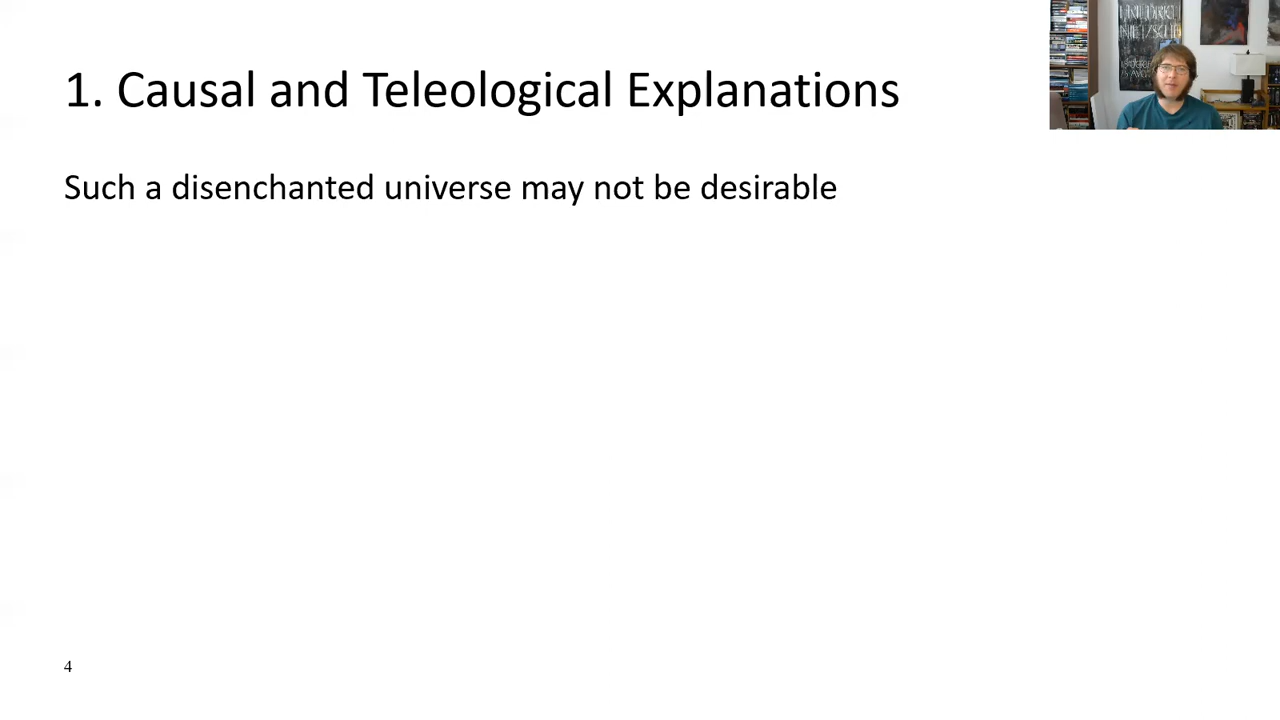 1. Causal and Teleological Explanations
Such a disenchanted universe may not be desirable
4